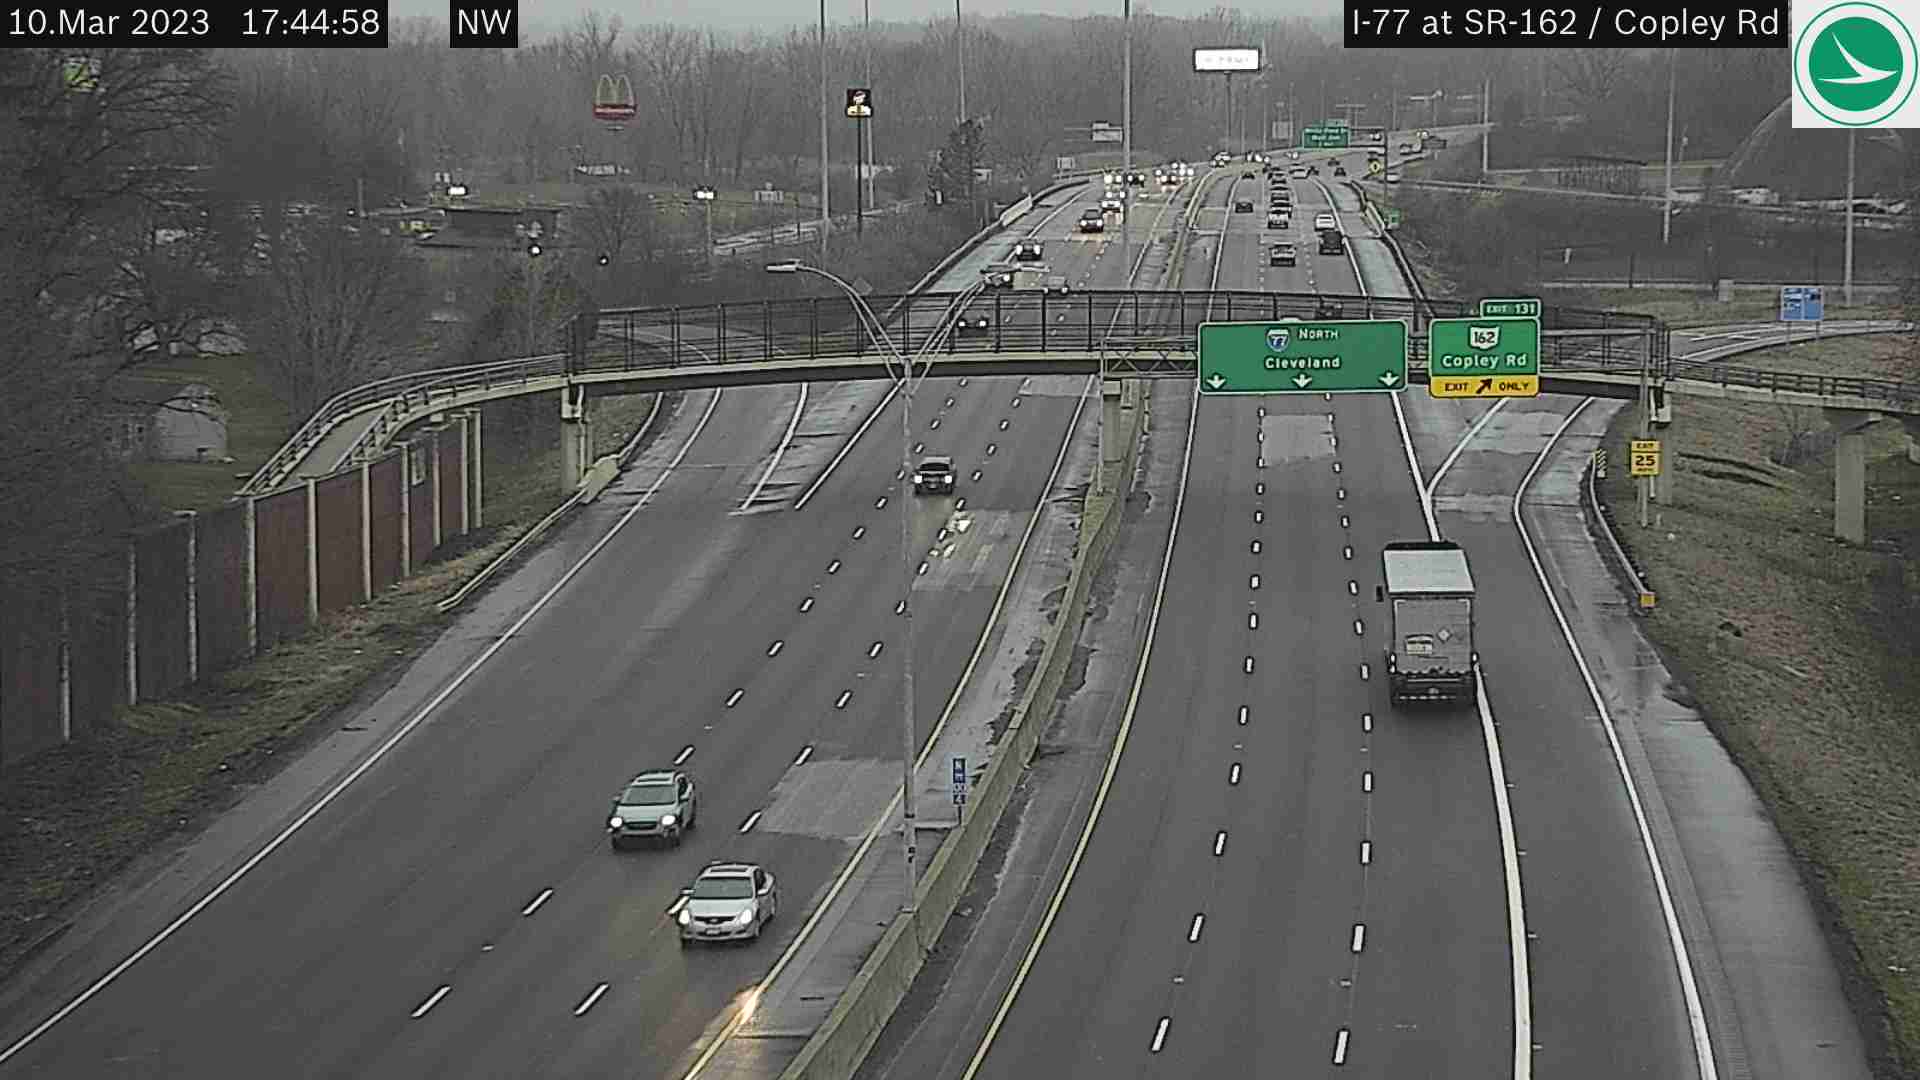 10.Mar 2023 17:44:58
NW
I-77 at SR-162 / Copley Rd
McDonald's
77 NORTH
Cleveland
EXIT 131
162
Copley Rd
EXIT ONLY
EXIT
25